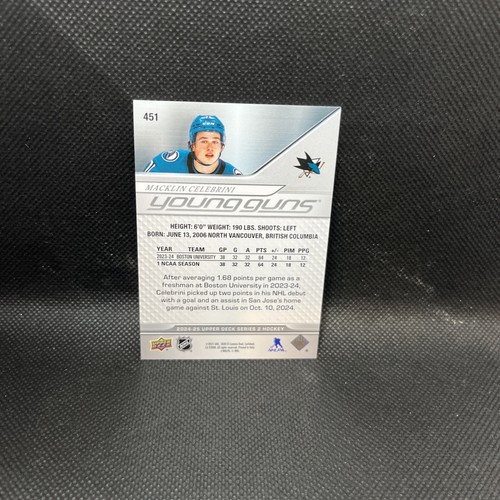 451
MACKLIN CELEBRINI
young guns
HEIGHT: 6'0" WEIGHT: 190 LBS. SHOOTS: LEFT
BORN: JUNE 13, 2006 NORTH VANCOUVER, BRITISH COLUMBIA
YEAR TEAM GP G A PTS +/- PIM PPG
2023-24 BOSTON UNIVERSITY 38 32 32 64 24 18 12
1 NCAA SEASON 38 32 32 64 24 18 12
After averaging 1.68 points per game as a
freshman at Boston University in
2023-24, Celebrini picked up two points in his NHL debut
with a goal and an assist in San Jose's home
game against St. Louis on Oct. 10, 2024.
2024-25 UPPER DECK SERIES 2 HOCKEY
UPPER DECK
NHL
NHLPA